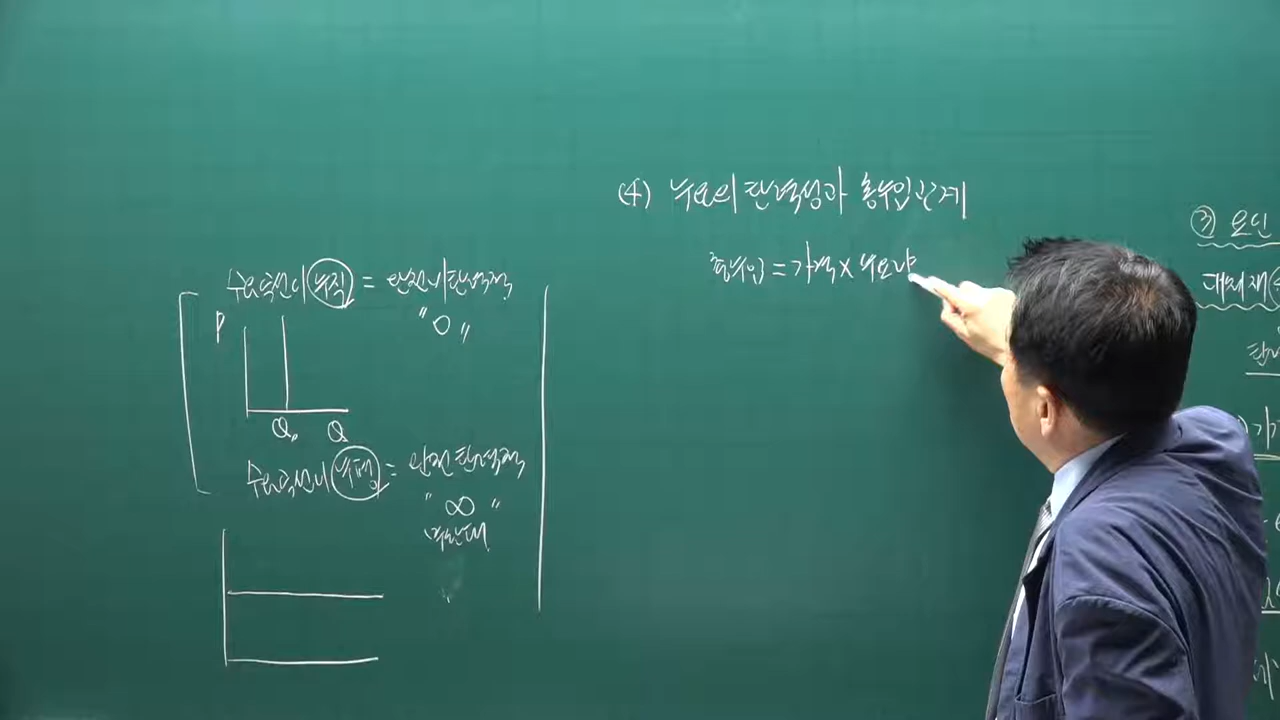 수요곡선이 수직 = 완전비탄력적
"0"
P
Q₀ Q
수요곡선이 수평 = 완전탄력적
"∞"
무한대
(4) 수요의 탄력성과 총수입관계
총수입 = 가격 × 수요량
③ 요인
대체재(